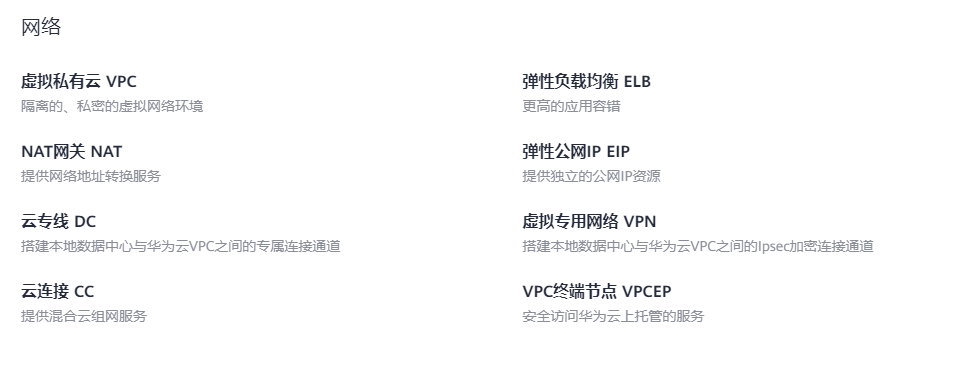 网络
虚拟私有云 VPC
隔离的、私密的虚拟网络环境
弹性负载均衡 ELB
更高的应用容错
NAT网关 NAT
提供网络地址转换服务
弹性公网IP EIP
提供独立的公网IP资源
云专线 DC
搭建本地数据中心与华为云VPC之间的专属连接通道
虚拟专用网络 VPN
搭建本地数据中心与华为云VPC之间的Ipsec加密连接通道
云连接 CC
提供混合云组网服务
VPC终端节点 VPCEP
安全访问华为云上托管的服务